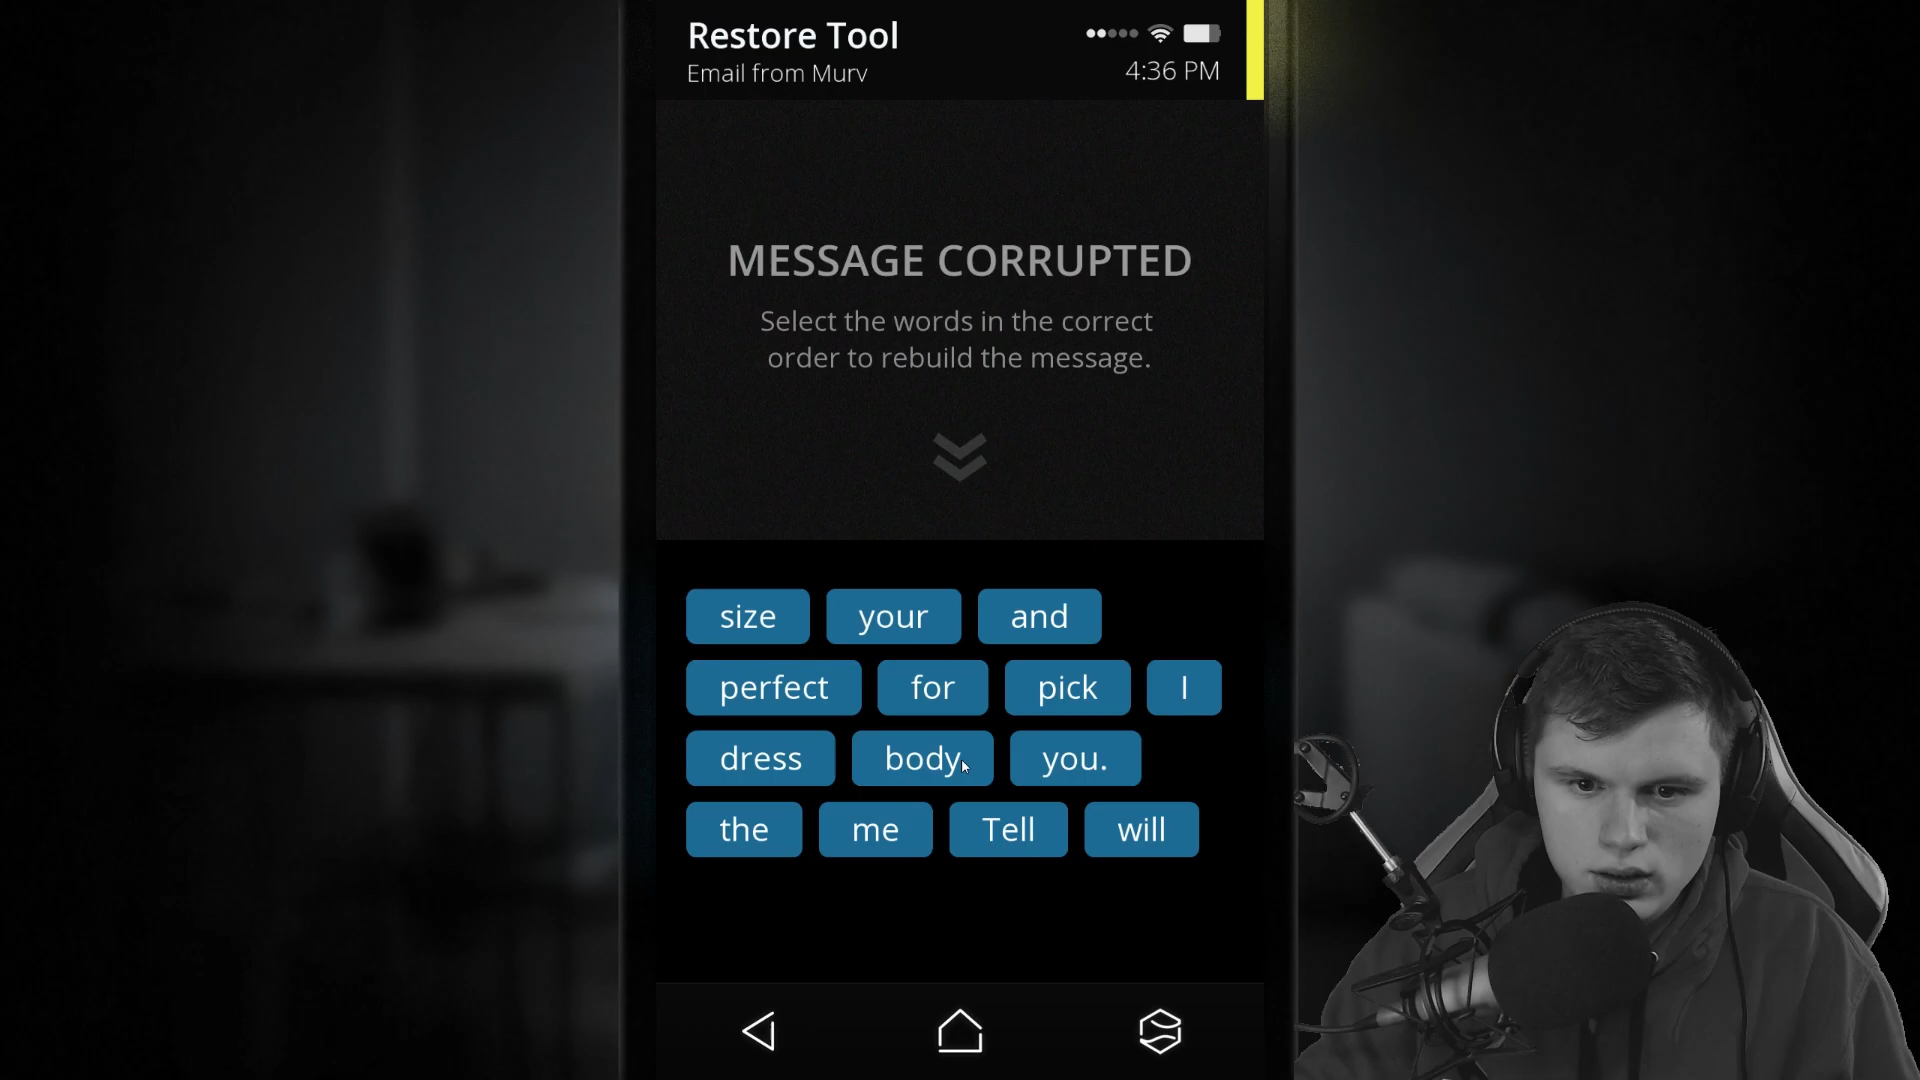 Restore Tool
Email from Murv
4:36 PM
MESSAGE CORRUPTED
Select the words in the correct
order to rebuild the message.
size your and
perfect for pick I
dress body you.
the me Tell will